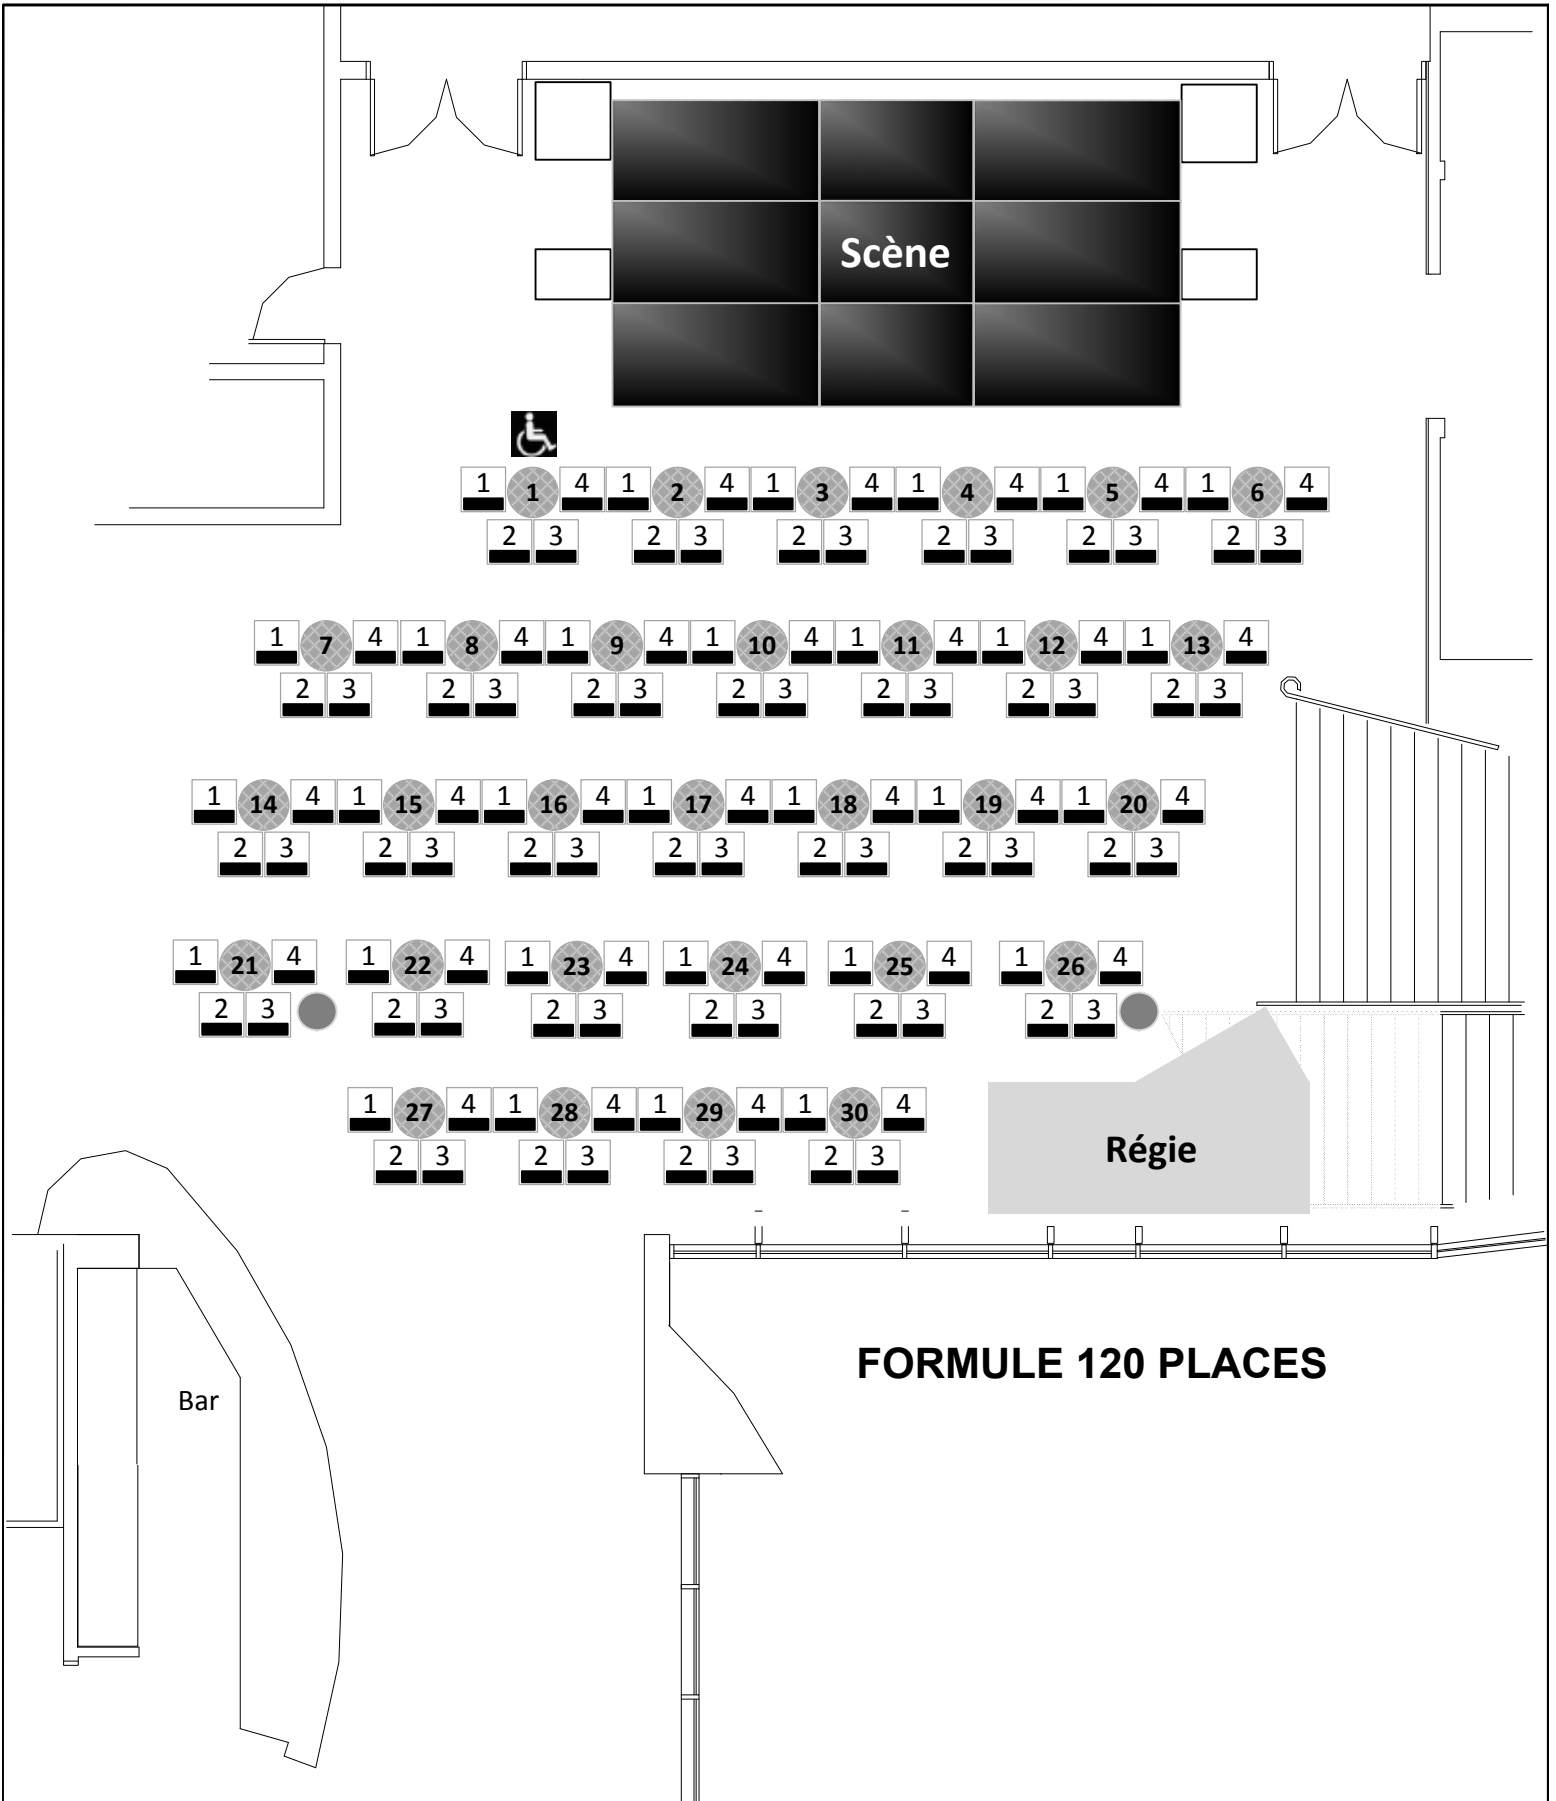 Scène
1 1 4 1 2 4 1 3 4 1 4 4 1 5 4 1 6 4
2 3 2 3 2 3 2 3 2 3 2 3
1 7 4 1 8 4 1 9 4 1 10 4 1 11 4 1 12 4 1 13 4
2 3 2 3 2 3 2 3 2 3 2 3 2 3
1 14 4 1 15 4 1 16 4 1 17 4 1 18 4 1 19 4 1 20 4
2 3 2 3 2 3 2 3 2 3 2 3 2 3
1 21 4 1 22 4 1 23 4 1 24 4 1 25 4 1 26 4
2 3 2 3 2 3 2 3 2 3 2 3
1 27 4 1 28 4 1 29 4 1 30 4
2 3 2 3 2 3 2 3
Régie
FORMULE 120 PLACES
Bar